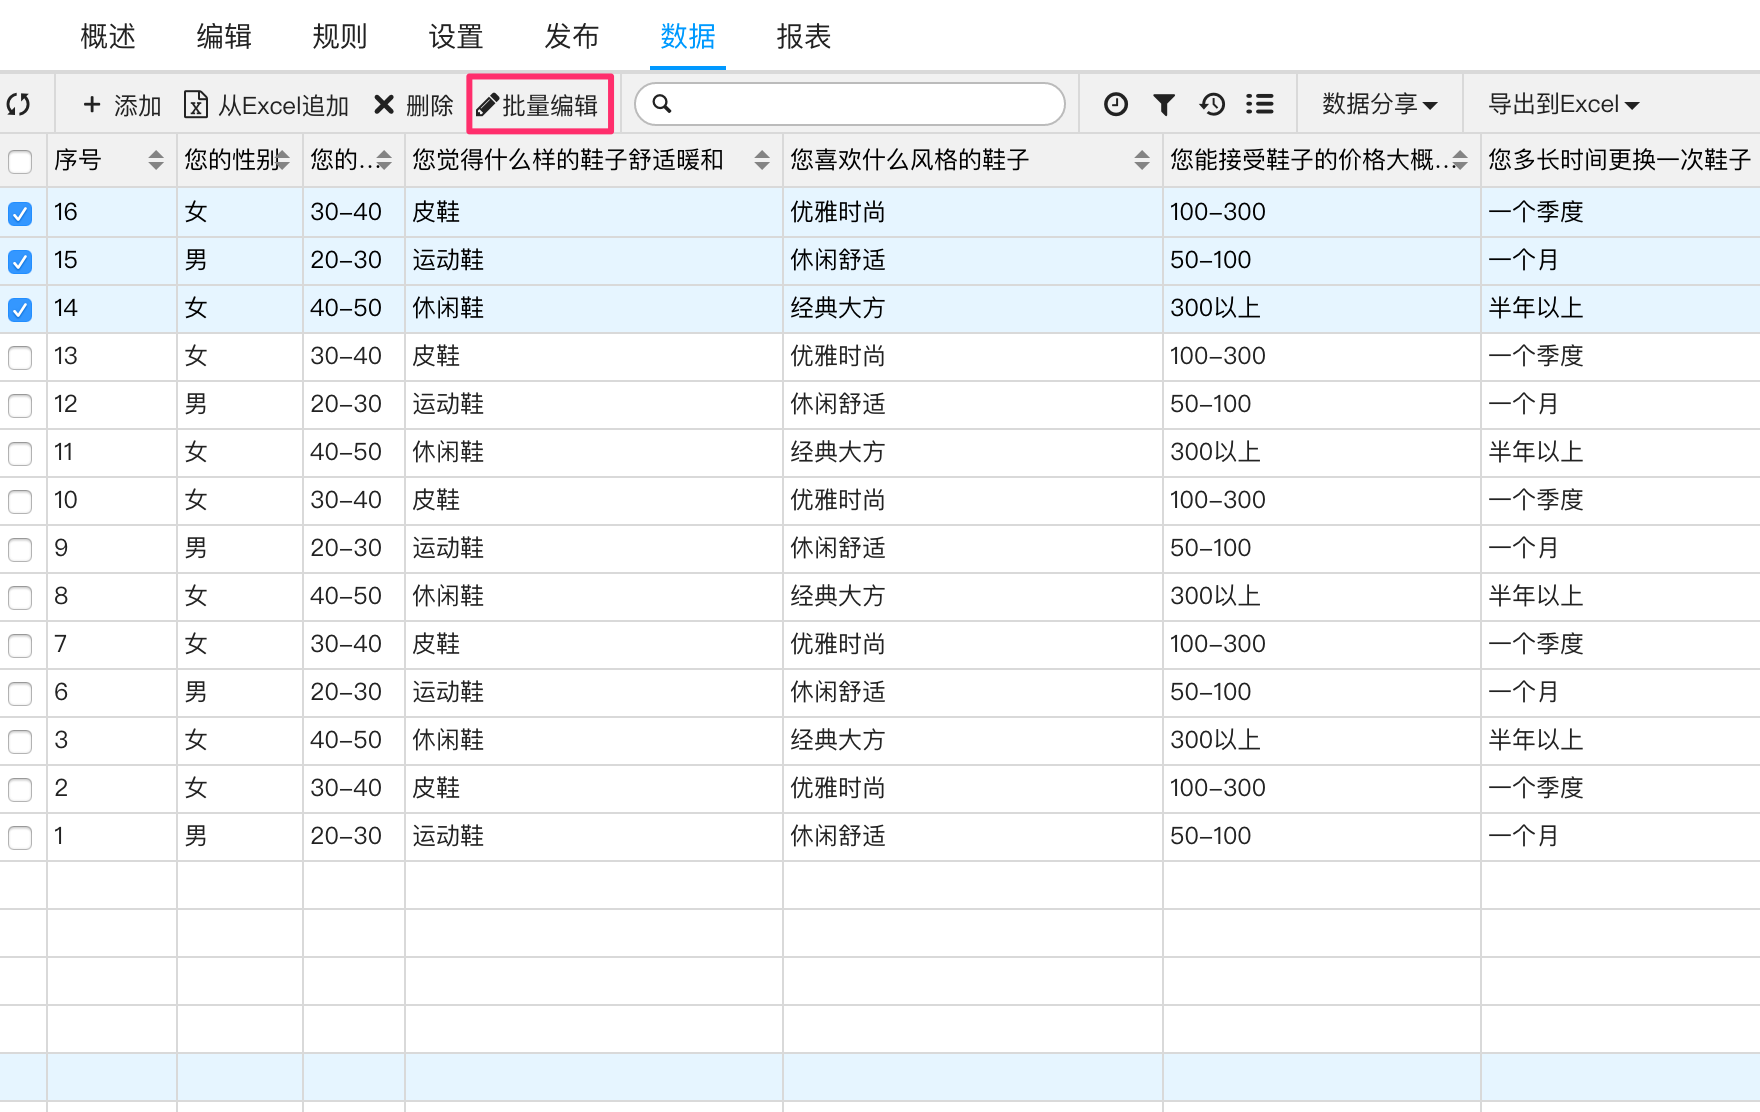 概述 编辑 规则 设置 发布 数据 报表
添加 从Excel追加 删除 批量编辑 数据分享 导出到Excel
序号 您的性别 您的... 您觉得什么样的鞋子舒适暖和 您喜欢什么风格的鞋子 您能接受鞋子的价格大概... 您多长时间更换一次鞋子
16 女 30-40 皮鞋 优雅时尚 100-300 一个季度
15 男 20-30 运动鞋 休闲舒适 50-100 一个月
14 女 40-50 休闲鞋 经典大方 300以上 半年以上
13 女 30-40 皮鞋 优雅时尚 100-300 一个季度
12 男 20-30 运动鞋 休闲舒适 50-100 一个月
11 女 40-50 休闲鞋 经典大方 300以上 半年以上
10 女 30-40 皮鞋 优雅时尚 100-300 一个季度
9 男 20-30 运动鞋 休闲舒适 50-100 一个月
8 女 40-50 休闲鞋 经典大方 300以上 半年以上
7 女 30-40 皮鞋 优雅时尚 100-300 一个季度
6 男 20-30 运动鞋 休闲舒适 50-100 一个月
3 女 40-50 休闲鞋 经典大方 300以上 半年以上
2 女 30-40 皮鞋 优雅时尚 100-300 一个季度
1 男 20-30 运动鞋 休闲舒适 50-100 一个月